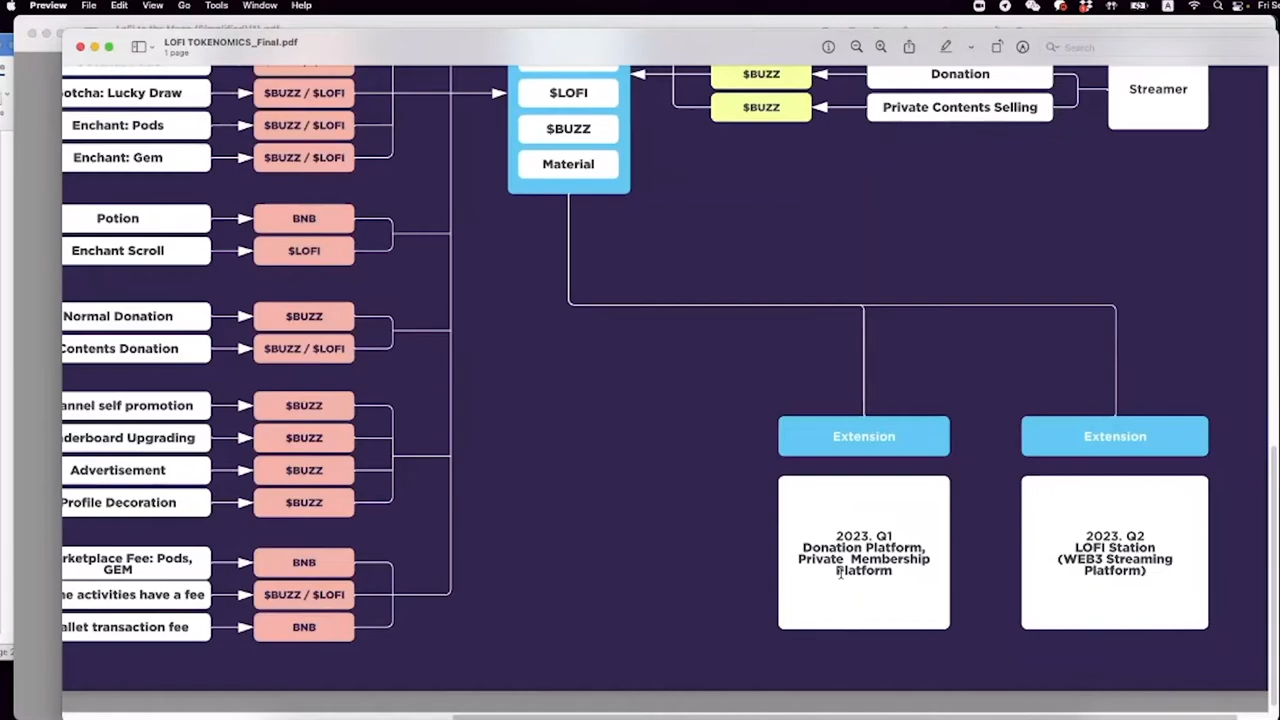 Preview File Edit View Go Tools Window Help
LOFI TOKENOMICS_Final.pdf
1 page
Search
otcha: Lucky Draw
$BUZZ / $LOFI
Enchant: Pods
$BUZZ / $LOFI
Enchant: Gem
$BUZZ / $LOFI
Potion
BNB
Enchant Scroll
$LOFI
Normal Donation
$BUZZ
Contents Donation
$BUZZ / $LOFI
annel self promotion
$BUZZ
derboard Upgrading
$BUZZ
Advertisement
$BUZZ
Profile Decoration
$BUZZ
rketplace Fee: Pods,
GEM
BNB
e activities have a fee
$BUZZ / $LOFI
allet transaction fee
BNB
$LOFI
$BUZZ
Material
$BUZZ
Donation
$BUZZ
Private Contents Selling
Streamer
Extension
2023. Q1
Donation Platform,
Private Membership
Platform
Extension
2023. Q2
LOFI Station
(WEB3 Streaming
Platform)